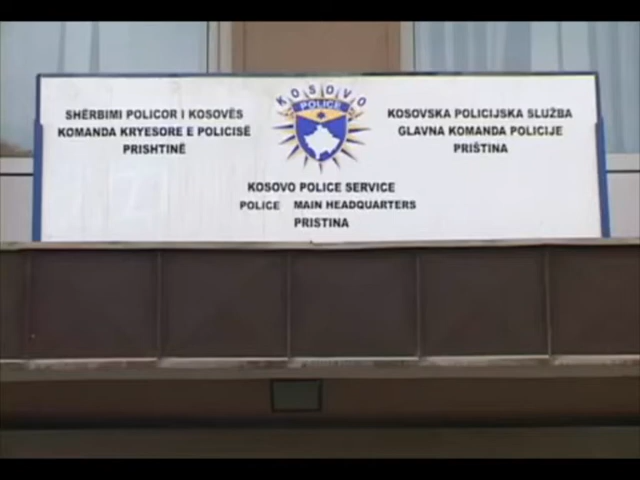 SHËRBIMI POLICOR I KOSOVËS
KOMANDA KRYESORE E POLICISË
PRISHTINË
KOSOVO
POLICE
KOSOVSKA POLICIJSKA SLUŽBA
GLAVNA KOMANDA POLICIJE
PRIŠTINA
KOSOVO POLICE SERVICE
POLICE MAIN HEADQUARTERS
PRISTINA